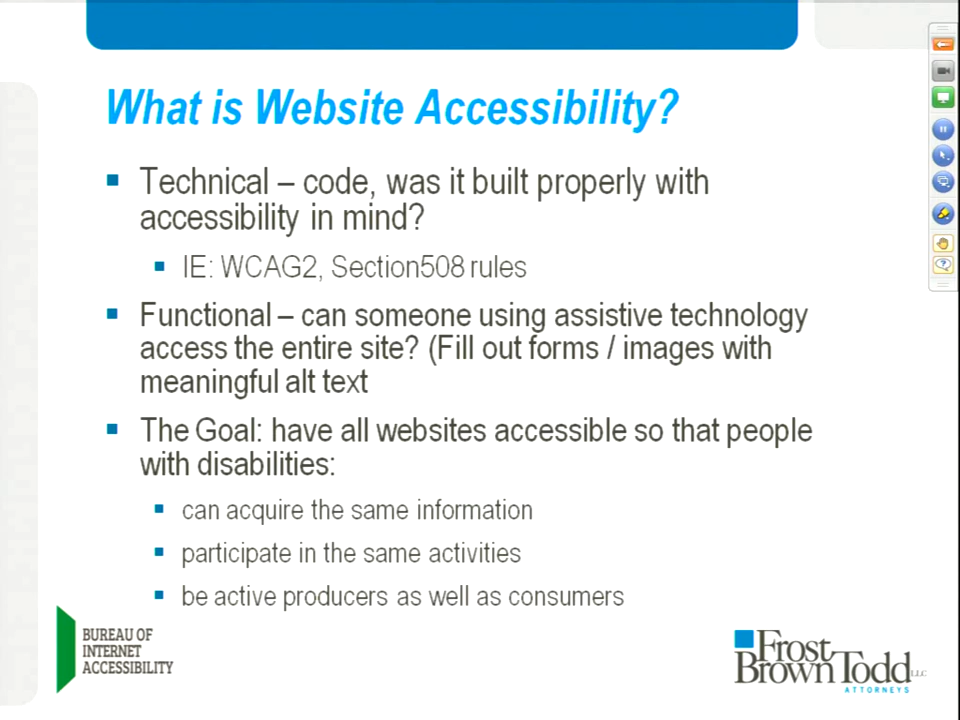 What is Website Accessibility?
Technical – code, was it built properly with
accessibility in mind?
IE: WCAG2, Section508 rules
Functional – can someone using assistive technology
access the entire site? (Fill out forms / images with
meaningful alt text
The Goal: have all websites accessible so that people
with disabilities:
can acquire the same information
participate in the same activities
be active producers as well as consumers
BUREAU OF
INTERNET
ACCESSIBILITY
Frost
Brown Todd LLC
ATTORNEYS